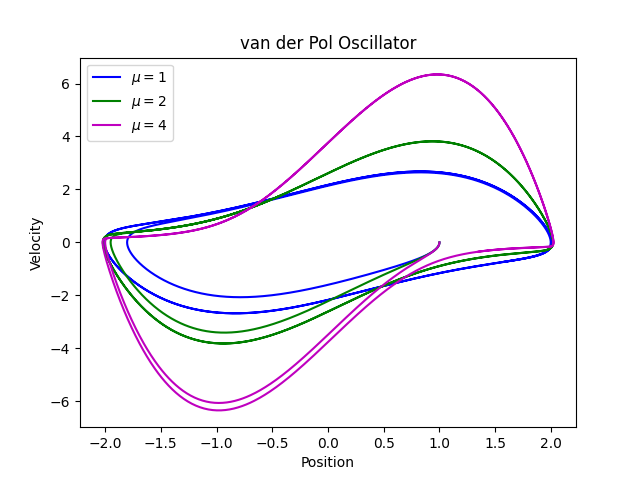 van der Pol Oscillator
μ = 1
μ = 2
μ = 4
6
4
2
0
−2
−4
−6
Velocity
−2.0 −1.5 −1.0 −0.5 0.0 0.5 1.0 1.5 2.0
Position